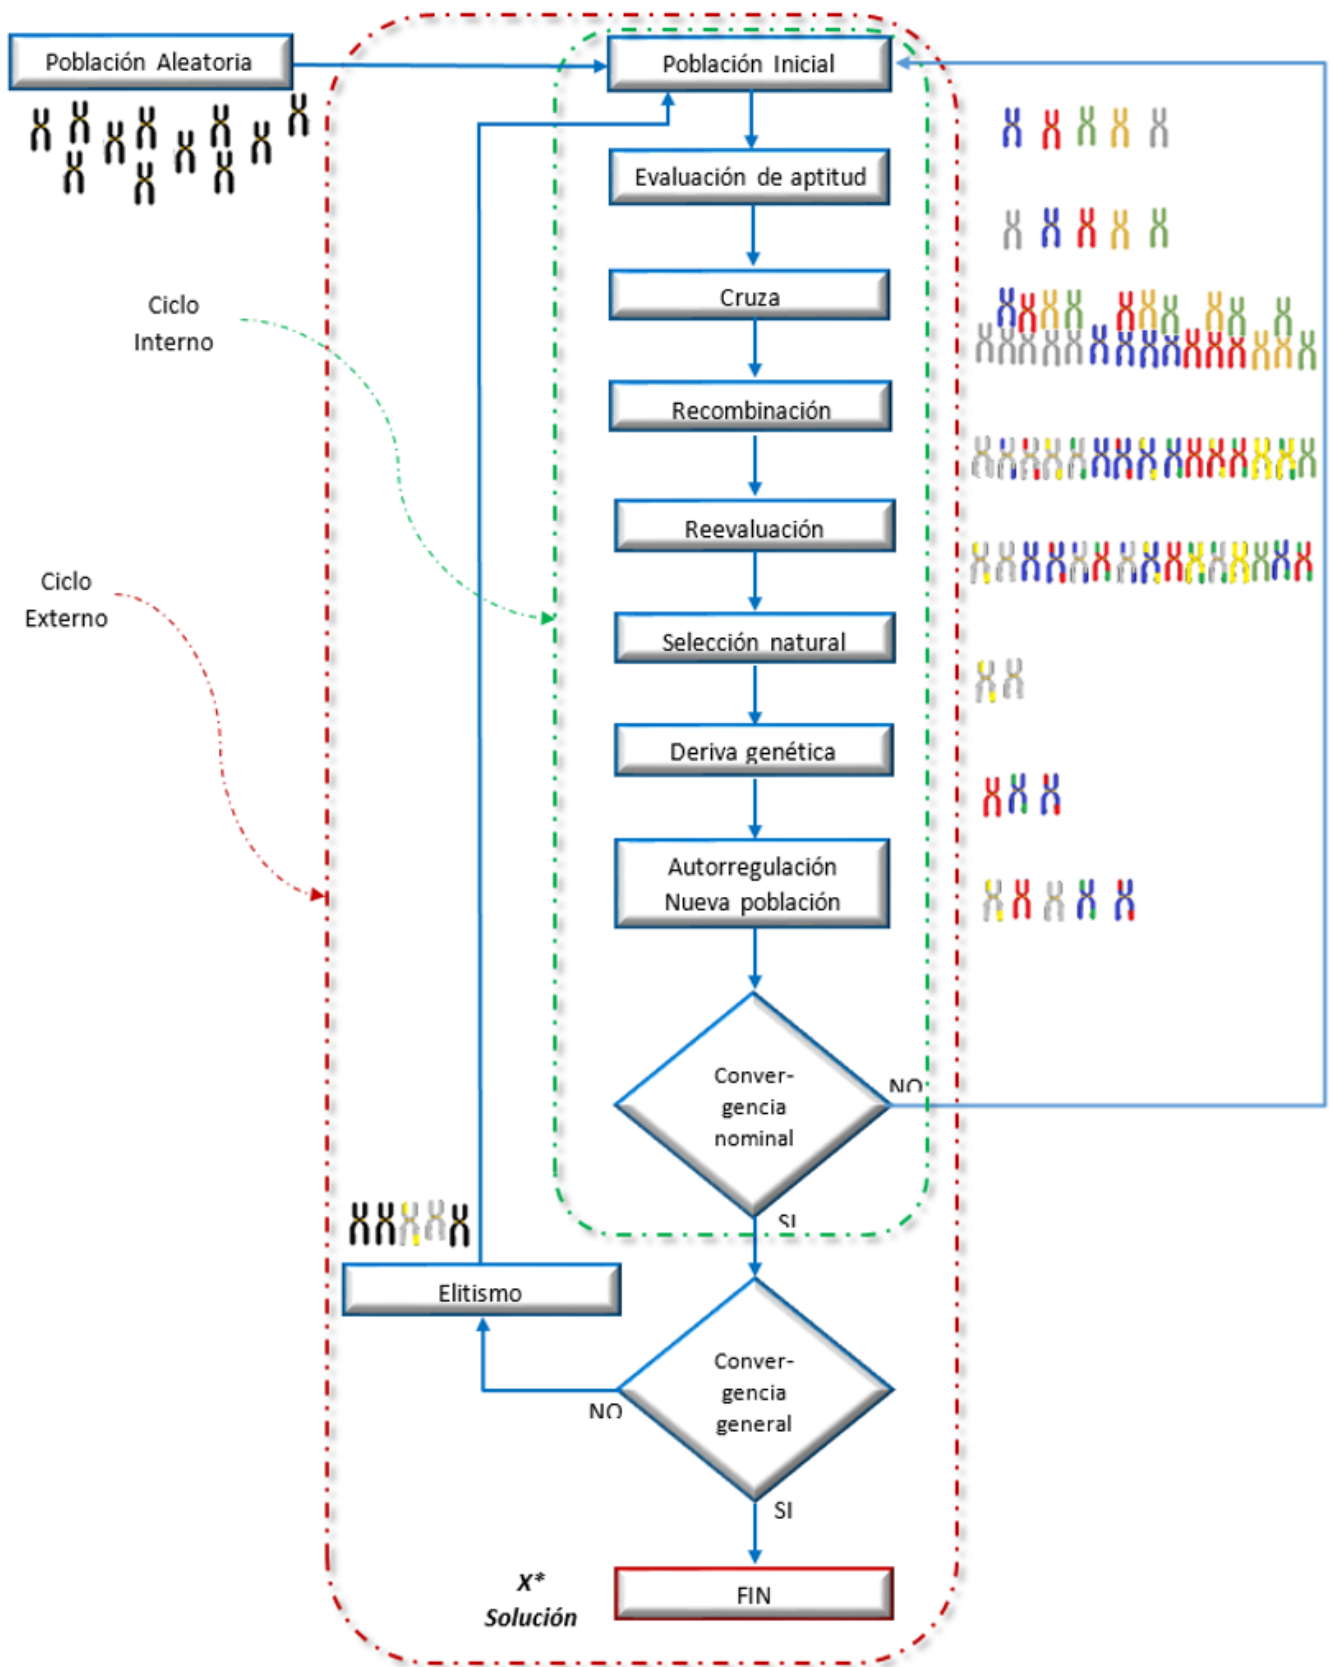 Población Aleatoria
Población Inicial
Evaluación de aptitud
Cruza
Ciclo
Interno
Recombinación
Reevaluación
Ciclo
Externo
Selección natural
Deriva genética
Autorregulación
Nueva población
Conver-
gencia
nominal
NO
SI
Elitismo
Conver-
gencia
general
NO
SI
X*
Solución
FIN